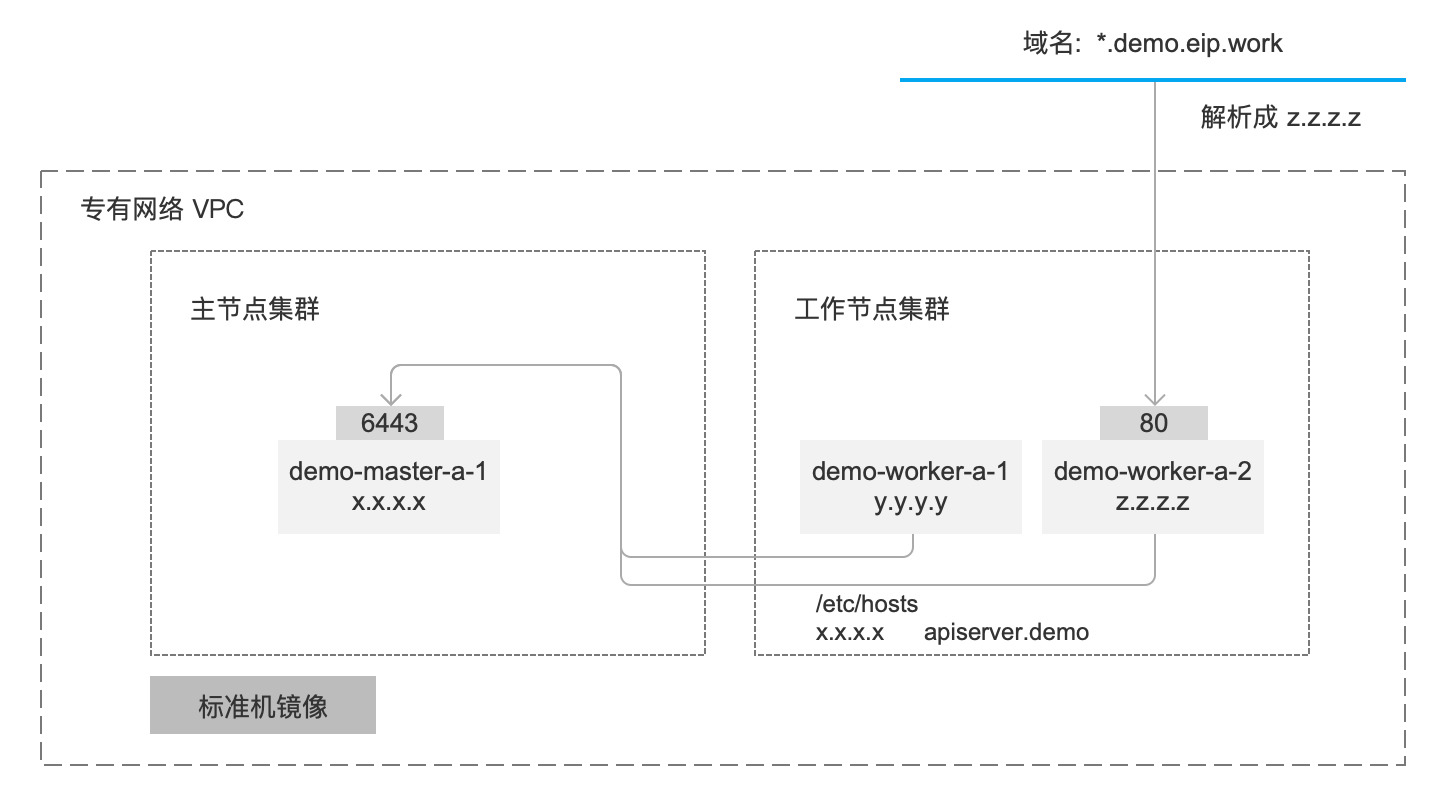 域名: *.demo.eip.work
解析成 z.z.z.z
专有网络 VPC
主节点集群
工作节点集群
6443
demo-master-a-1
x.x.x.x
demo-worker-a-1
y.y.y.y
80
demo-worker-a-2
z.z.z.z
/etc/hosts
x.x.x.x apiserver.demo
标准机镜像